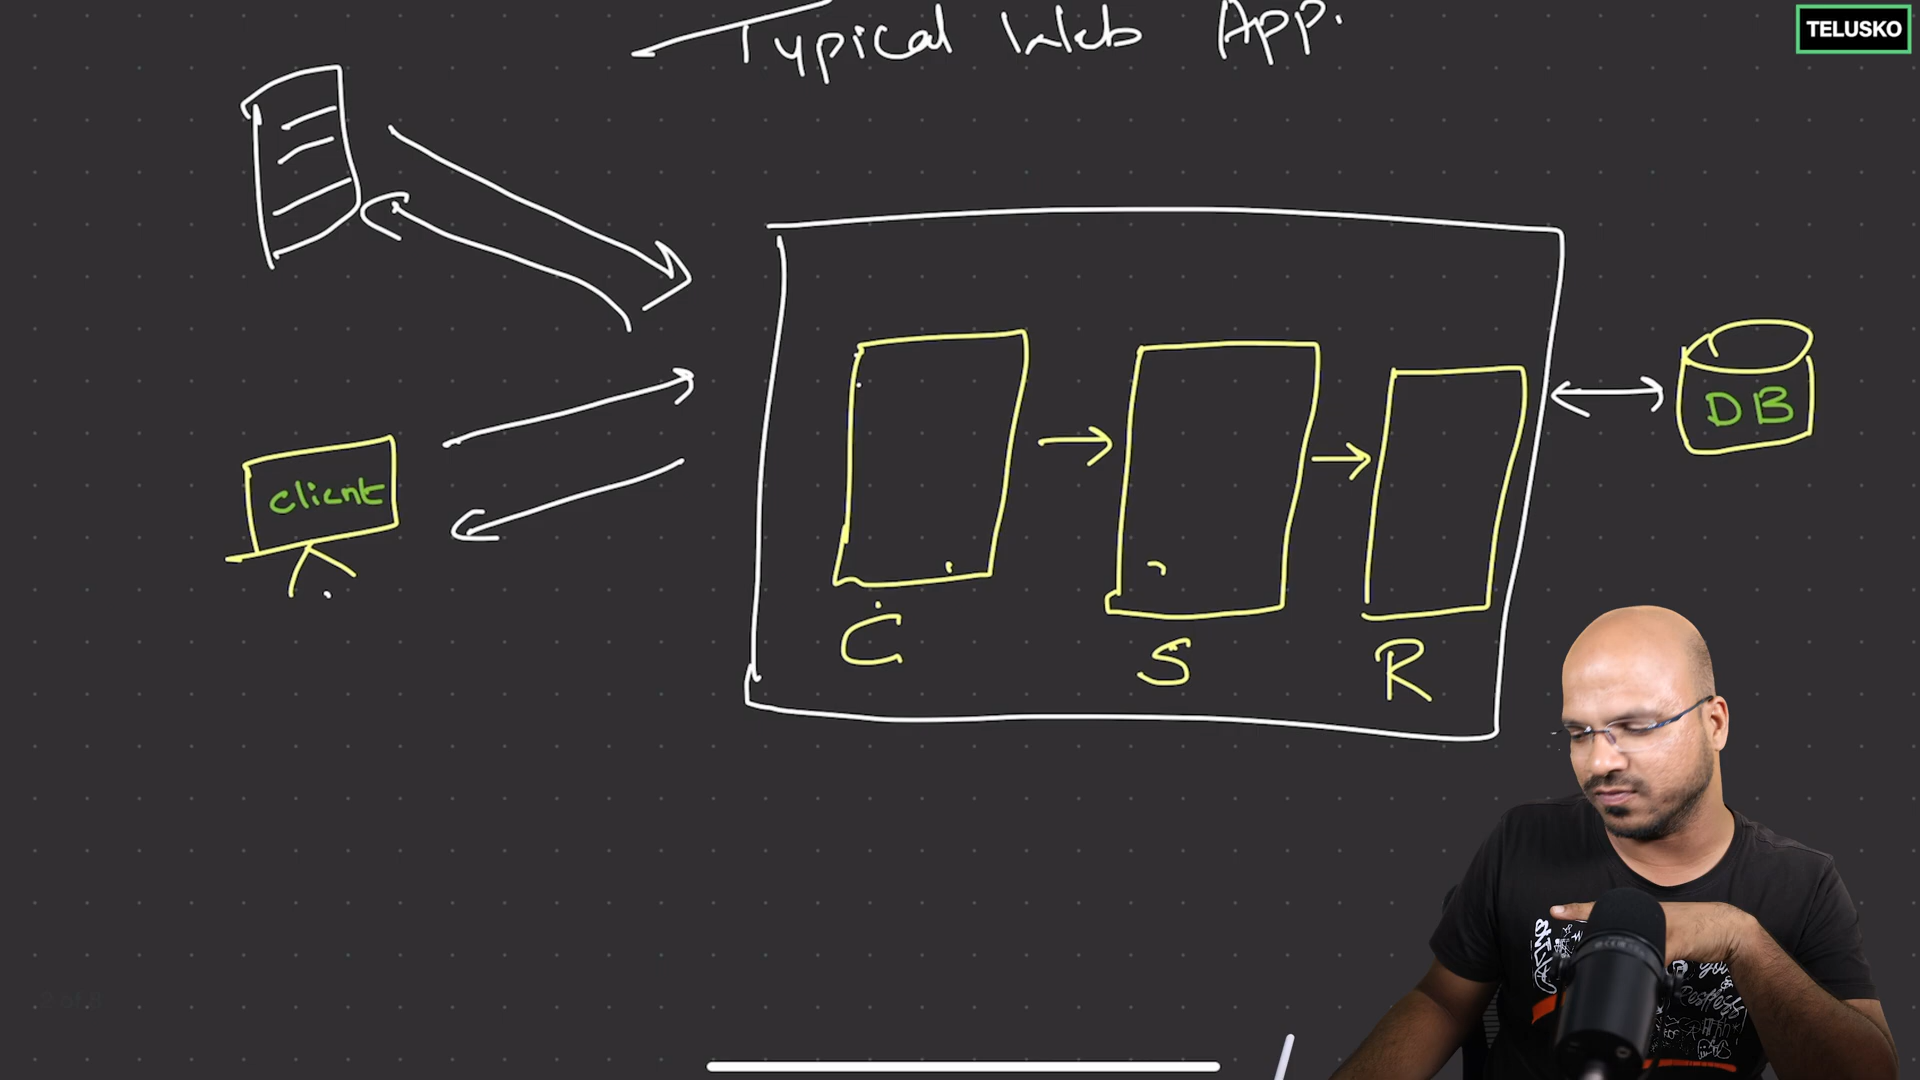 Typical Web App.
TELUSKO
client
DB
C
S
R